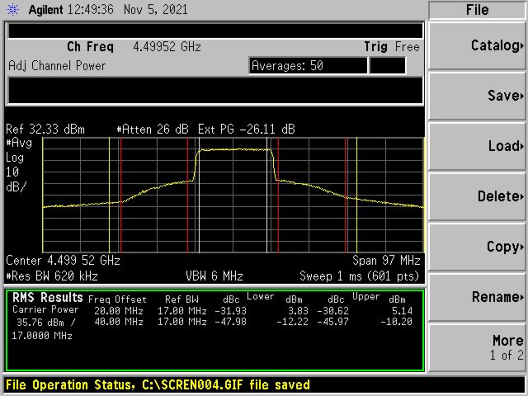 Agilent 12:49:36 Nov 5, 2021
File
Ch Freq 4.49952 GHz Trig Free
Adj Channel Power Averages: 50
Catalog
Save
Ref 32.33 dBm #Atten 26 dB Ext PG -26.11 dB
#Avg
Log
10
dB/
Load
Delete
Center 4.499 52 GHz Span 97 MHz
#Res BW 620 kHz VBW 6 MHz Sweep 1 ms (601 pts)
Copy
RMS Results Freq Offset Ref BW dBc Lower dBm dBc Upper dBm
Carrier Power 20.00 MHz 17.00 MHz -31.93 3.83 -30.62 5.14
35.76 dBm / 40.00 MHz 17.00 MHz -47.98 -12.22 -45.97 -10.20
17.0000 MHz
Rename
More
1 of 2
File Operation Status, C:\SCREN004.GIF file saved